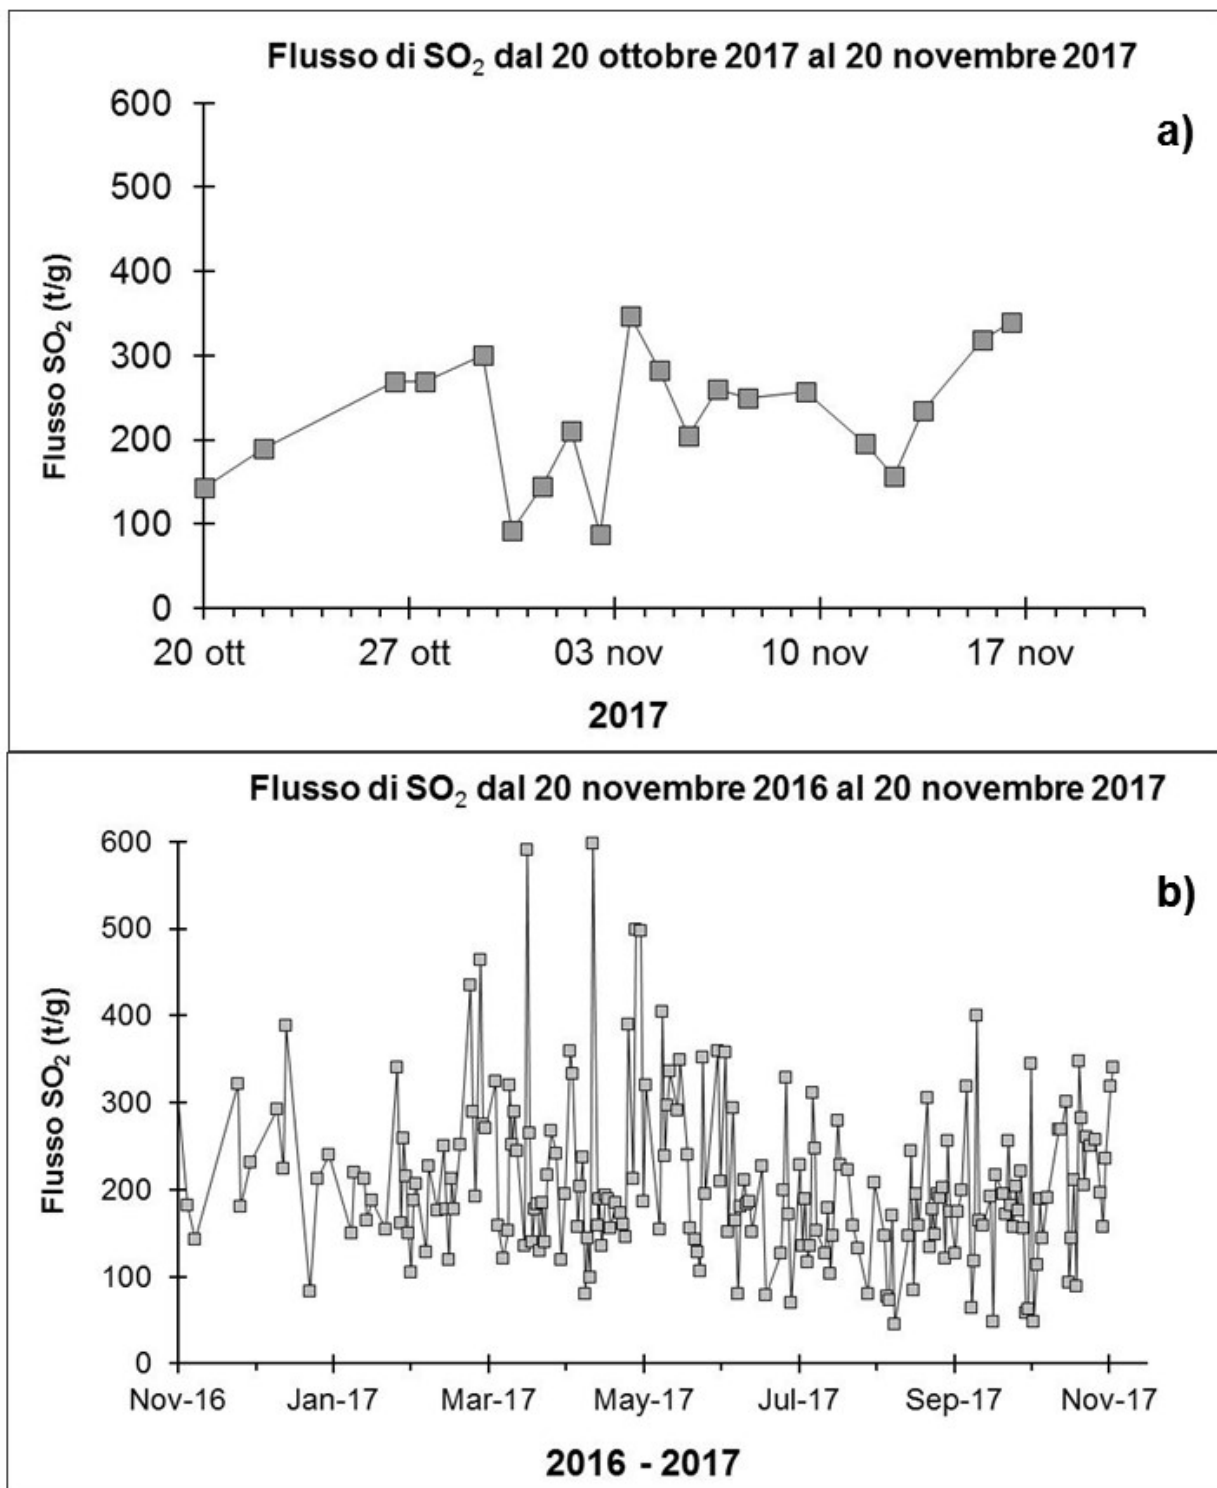 Flusso di SO₂ dal 20 ottobre 2017 al 20 novembre 2017
a)
600
500
400
300
200
100
0
Flusso SO₂ (t/g)
20 ott 27 ott 03 nov 10 nov 17 nov
2017
Flusso di SO₂ dal 20 novembre 2016 al 20 novembre 2017
b)
600
500
400
300
200
100
0
Flusso SO₂ (t/g)
Nov-16 Jan-17 Mar-17 May-17 Jul-17 Sep-17 Nov-17
2016 - 2017